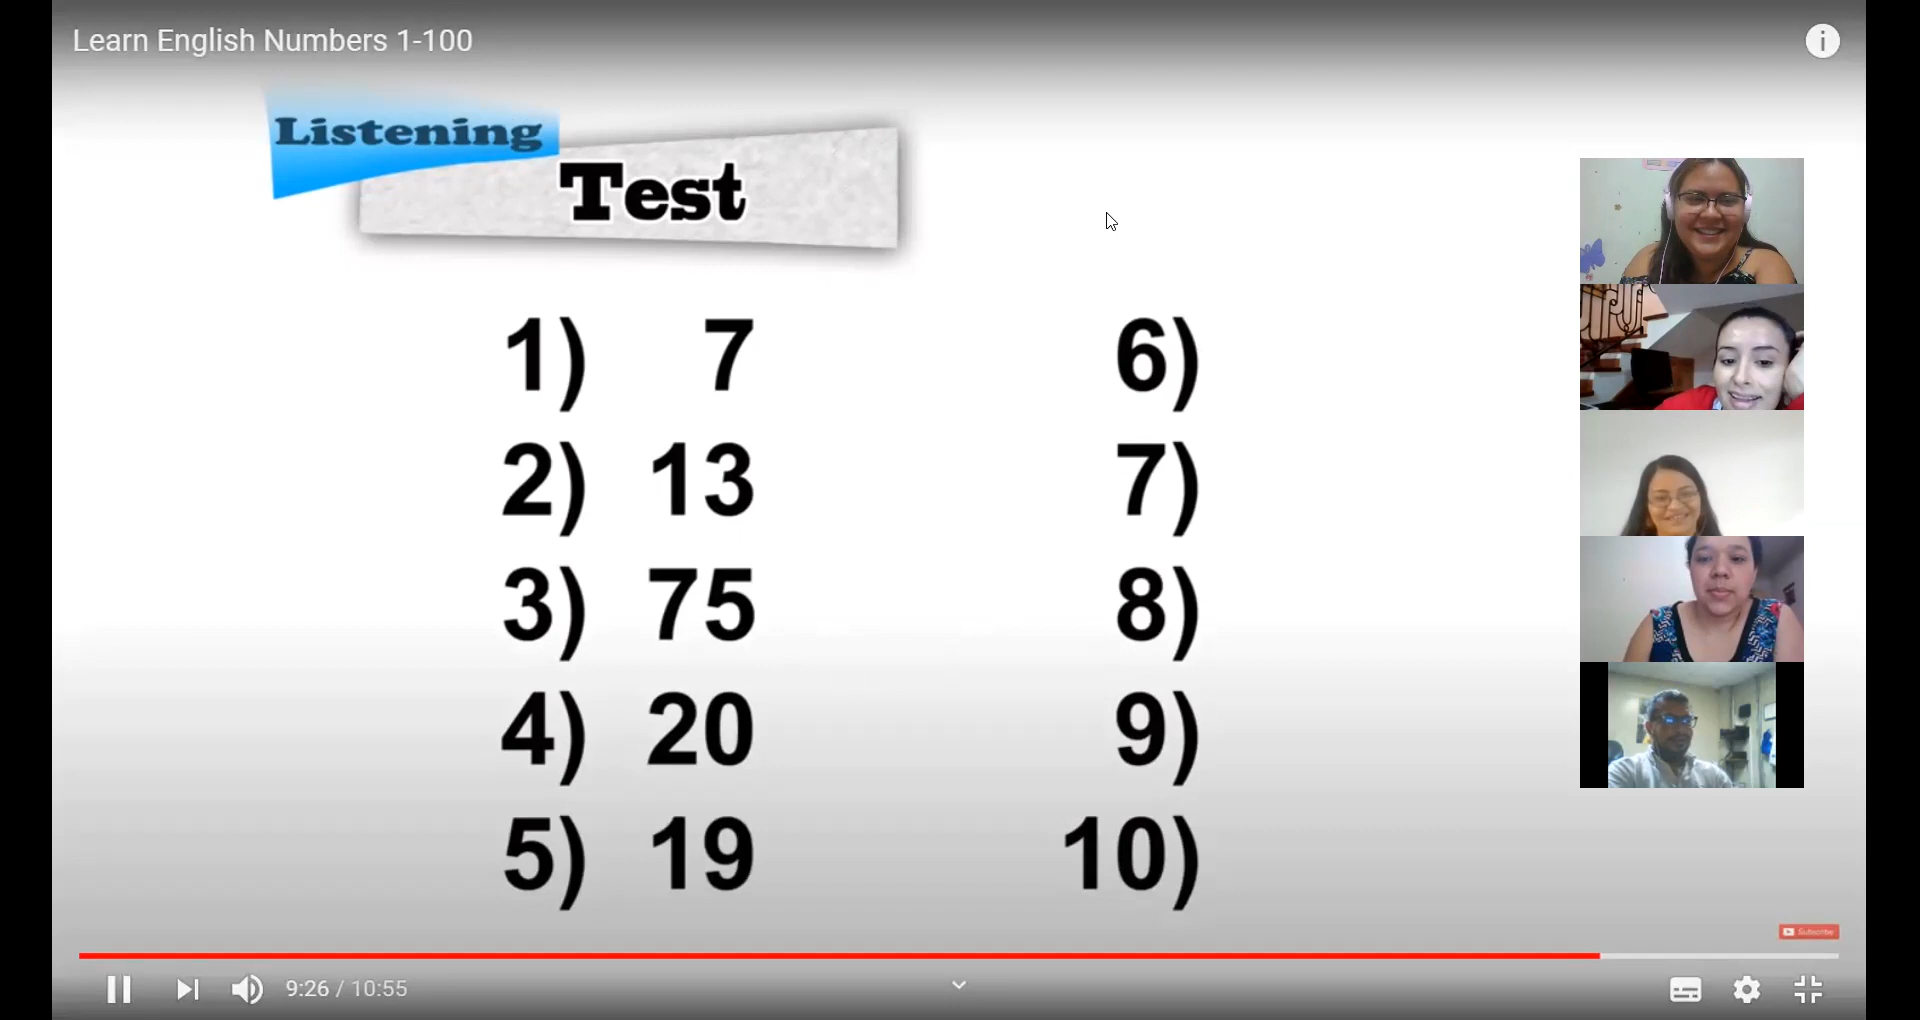 Learn English Numbers 1-100
Listening
Test
1) 7
2) 13
3) 75
4) 20
5) 19
6)
7)
8)
9)
10)
Subscribe
9:26 / 10:55